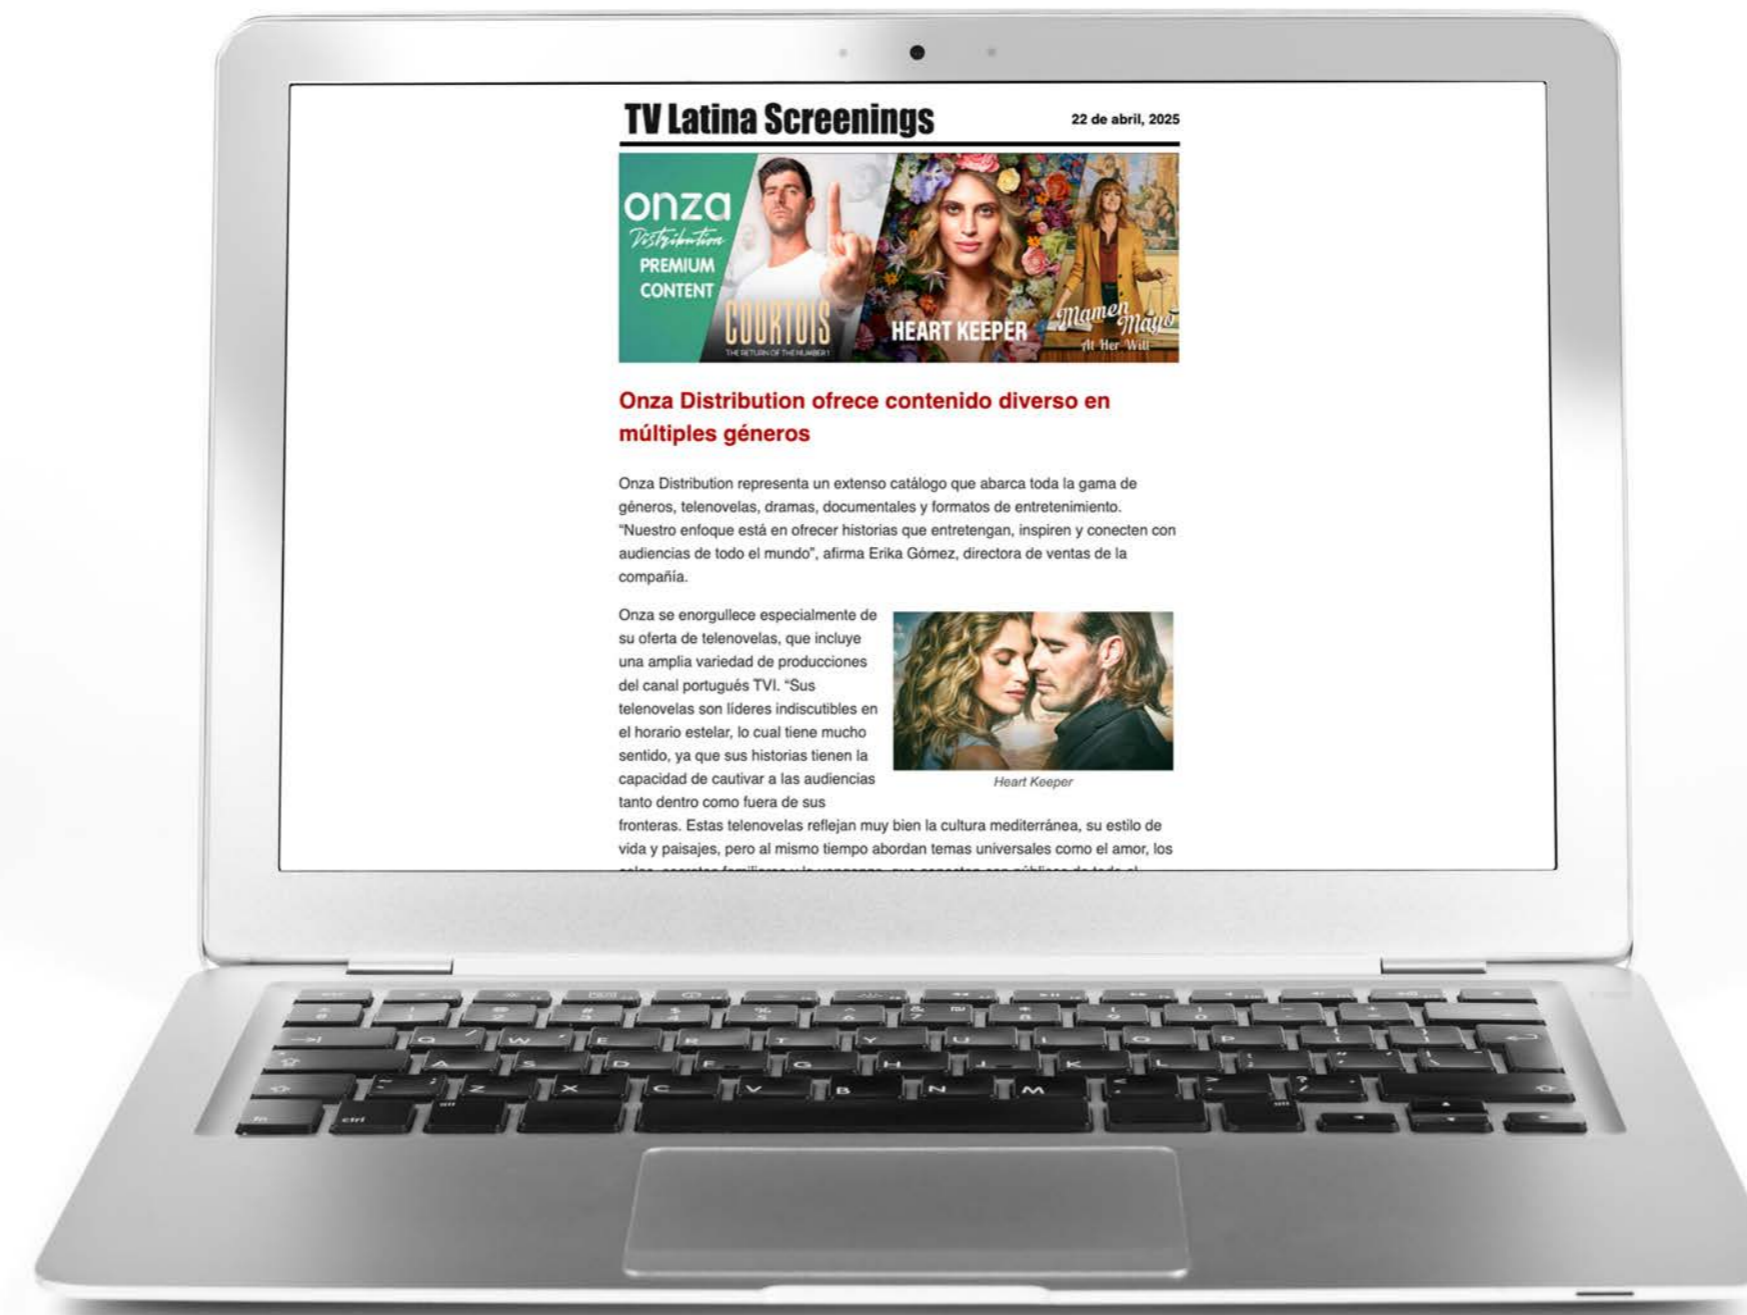 TV Latina Screenings
22 de abril, 2025
onza
Distribution
PREMIUM
CONTENT
COURTOIS
THE RETURN OF THE NUMBER 1
HEART KEEPER
Mamen
Mayo
At Her Will
Onza Distribution ofrece contenido diverso en
múltiples géneros
Onza Distribution representa un extenso catálogo que abarca toda la gama de
géneros, telenovelas, dramas, documentales y formatos de entretenimiento.
“Nuestro enfoque está en ofrecer historias que entretengan, inspiren y conecten con
audiencias de todo el mundo”, afirma Erika Gómez, directora de ventas de la
compañía.
Onza se enorgullece especialmente de
su oferta de telenovelas, que incluye
una amplia variedad de producciones
del canal portugués TVI. “Sus
telenovelas son líderes indiscutibles en
el horario estelar, lo cual tiene mucho
sentido, ya que sus historias tienen la
capacidad de cautivar a las audiencias
tanto dentro como fuera de sus
Heart Keeper
fronteras. Estas telenovelas reflejan muy bien la cultura mediterránea, su estilo de
vida y paisajes, pero al mismo tiempo abordan temas universales como el amor, los
Q W E R T Y U I O P
A S D F G H J K L
Z X C V B N M
fn ctrl